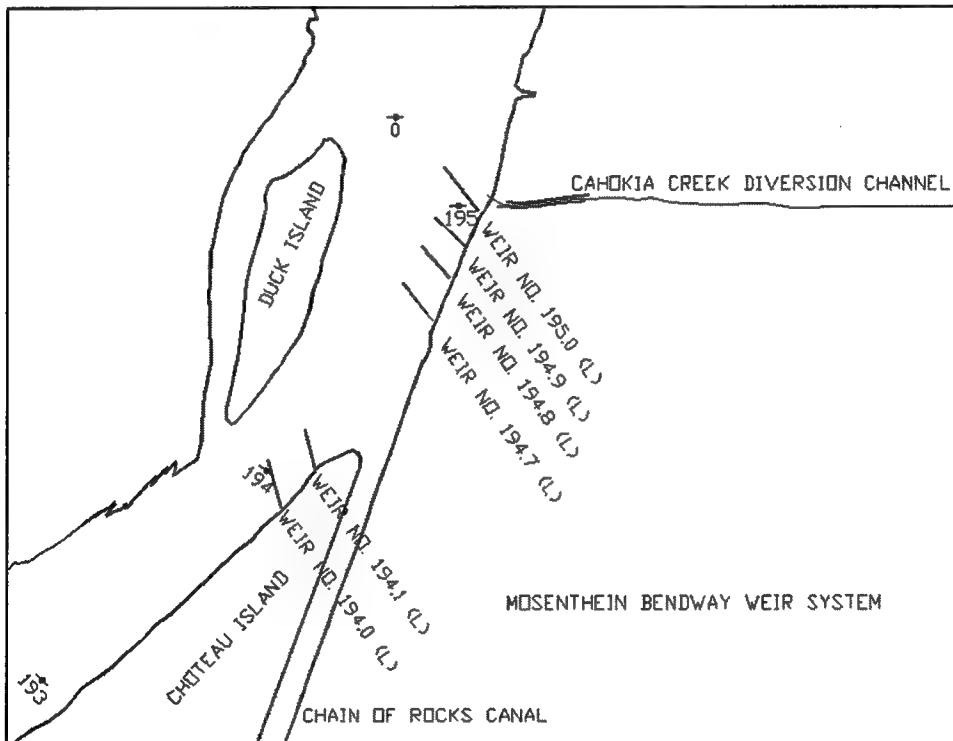 0
CAHOKIA CREEK DIVERSION CHANNEL
195
DUCK ISLAND
WEIR NO. 195.0 (L)
WEIR NO. 194.9 (L)
WEIR NO. 194.8 (L)
WEIR NO. 194.7 (L)
194
WEIR NO. 194.1 (L)
WEIR NO. 194.0 (L)
CHOTEAU ISLAND
MOSENTHEIN BENDWAY WEIR SYSTEM
193
CHAIN OF ROCKS CANAL